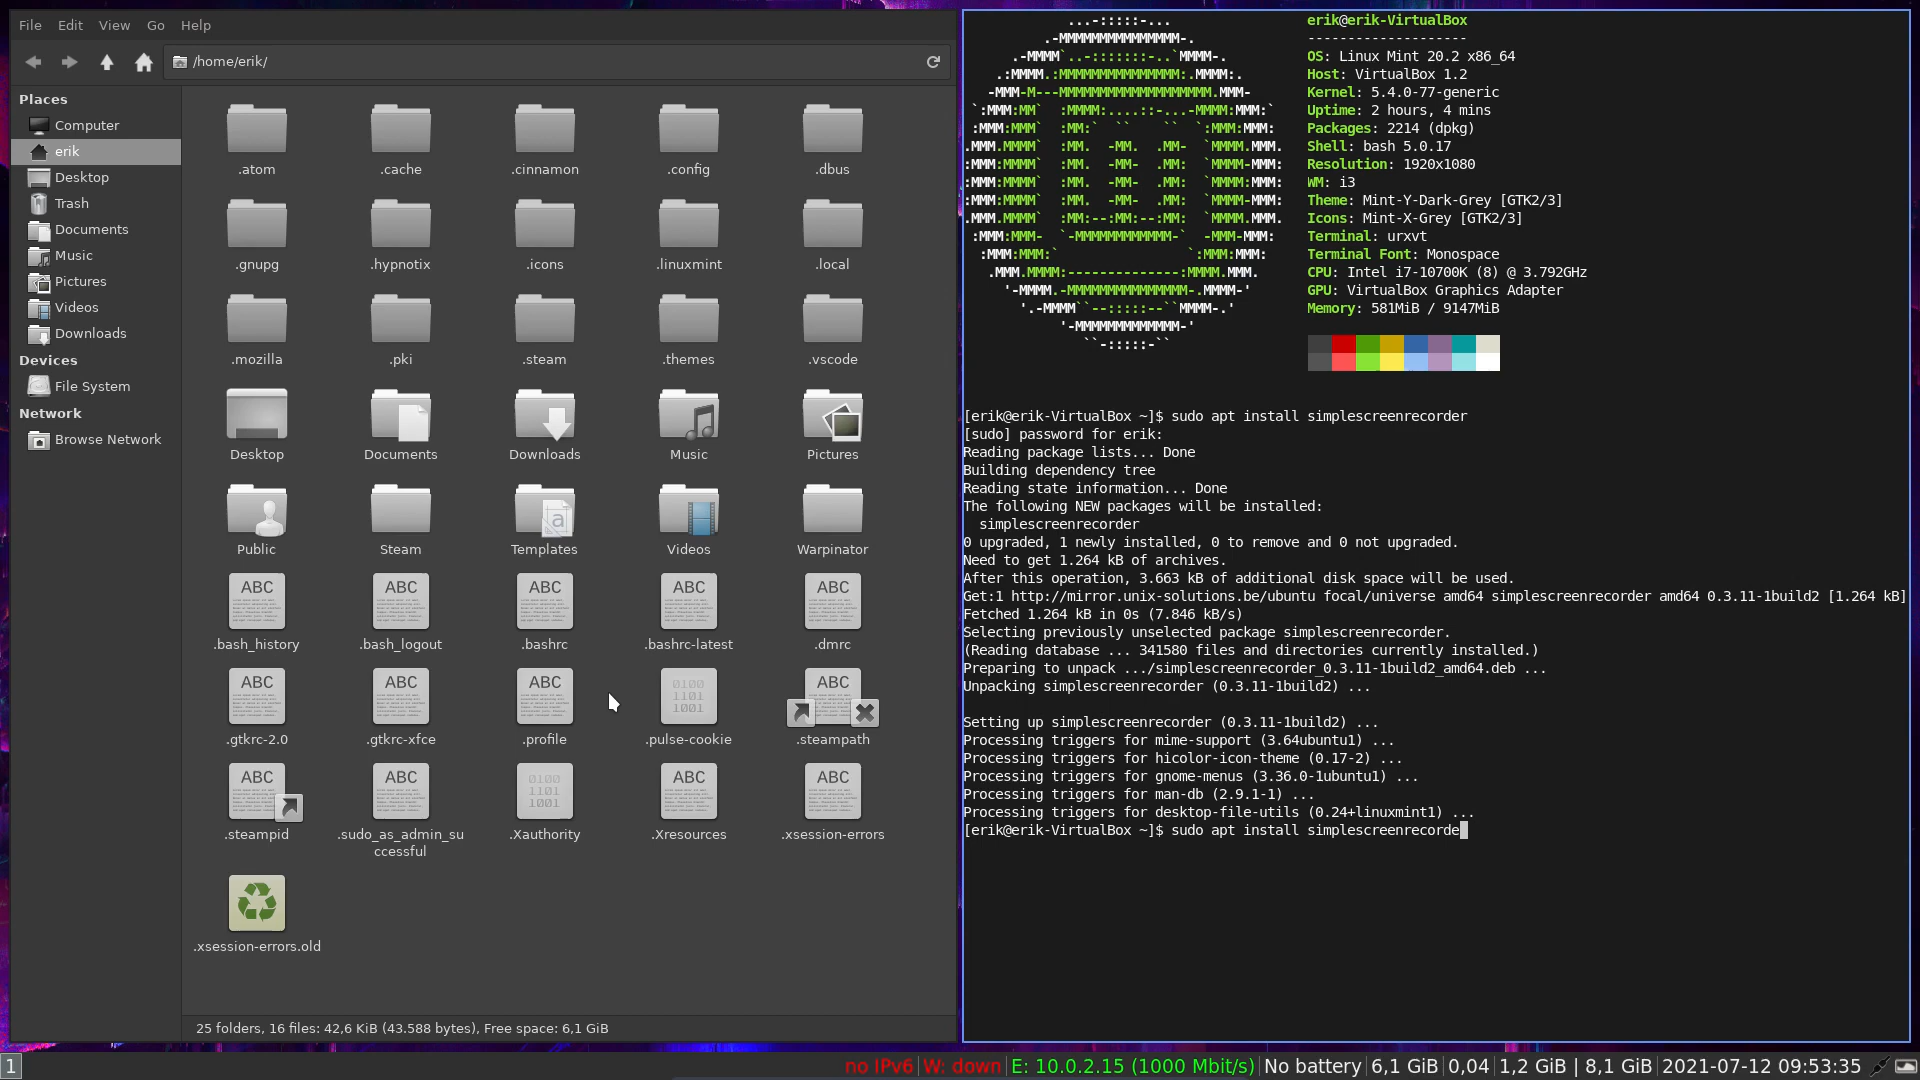 File Edit View Go Help
/home/erik/
Places
Computer
erik
Desktop
Trash
Documents
Music
Pictures
Videos
Downloads
Devices
File System
Network
Browse Network
.atom .cache .cinnamon .config .dbus
.gnupg .hypnotix .icons .linuxmint .local
.mozilla .pki .steam .themes .vscode
Desktop Documents Downloads Music Pictures
Public Steam Templates Videos Warpinator
.bash_history .bash_logout .bashrc .bashrc-latest .dmrc
.gtkrc-2.0 .gtkrc-xfce .profile .pulse-cookie .steampath
.steampid .sudo_as_admin_su
ccessful .Xauthority .Xresources .xsession-errors
.xsession-errors.old
25 folders, 16 files: 42,6 KiB (43.588 bytes), Free space: 6,1 GiB
erik@erik-VirtualBox
--------------------
OS: Linux Mint 20.2 x86_64
Host: VirtualBox 1.2
Kernel: 5.4.0-77-generic
Uptime: 2 hours, 4 mins
Packages: 2214 (dpkg)
Shell: bash 5.0.17
Resolution: 1920x1080
WM: i3
Theme: Mint-Y-Dark-Grey [GTK2/3]
Icons: Mint-X-Grey [GTK2/3]
Terminal: urxvt
Terminal Font: Monospace
CPU: Intel i7-10700K (8) @ 3.792GHz
GPU: VirtualBox Graphics Adapter
Memory: 581MiB / 9147MiB
[erik@erik-VirtualBox ~]$ sudo apt install simplescreenrecorder
[sudo] password for erik:
Reading package lists... Done
Building dependency tree
Reading state information... Done
The following NEW packages will be installed:
simplescreenrecorder
0 upgraded, 1 newly installed, 0 to remove and 0 not upgraded.
Need to get 1.264 kB of archives.
After this operation, 3.663 kB of additional disk space will be used.
Get:1 http://mirror.unix-solutions.be/ubuntu focal/universe amd64 simplescreenrecorder amd64 0.3.11-1build2 [1.264 kB]
Fetched 1.264 kB in 0s (7.846 kB/s)
Selecting previously unselected package simplescreenrecorder.
(Reading database ... 341580 files and directories currently installed.)
Preparing to unpack .../simplescreenrecorder_0.3.11-1build2_amd64.deb ...
Unpacking simplescreenrecorder (0.3.11-1build2) ...
Setting up simplescreenrecorder (0.3.11-1build2) ...
Processing triggers for mime-support (3.64ubuntu1) ...
Processing triggers for hicolor-icon-theme (0.17-2) ...
Processing triggers for gnome-menus (3.36.0-1ubuntu1) ...
Processing triggers for man-db (2.9.1-1) ...
Processing triggers for desktop-file-utils (0.24+linuxmint1) ...
[erik@erik-VirtualBox ~]$ sudo apt install simplescreenrecorde
1 no IPv6 | W: down | E: 10.0.2.15 (1000 Mbit/s) | No battery | 6,1 GiB | 0,04 | 1,2 GiB | 8,1 GiB | 2021-07-12 09:53:35